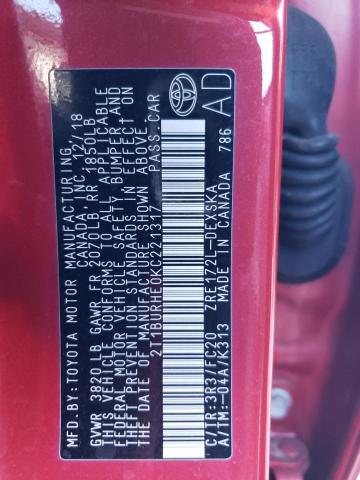 MFD.BY:TOYOTA MOTOR MANUFACTURING
CANADA INC. 12/18
GVWR 3820LB GAWR FR 2070LB RR 1850LB
THIS VEHICLE CONFORMS TO ALL APPLICABLE
FEDERAL MOTOR VEHICLE SAFETY, BUMPER AND
THEFT PREVENTION STANDARDS IN EFFECT ON
THE DATE OF MANUFACTURE SHOWN ABOVE.
2T1BURHE0KC221317 PASS.CAR
C/TR:3R3/FC20 ZRE172L-DEXSKA
A/TM:-04A/K313 MADE IN CANADA 786
AD